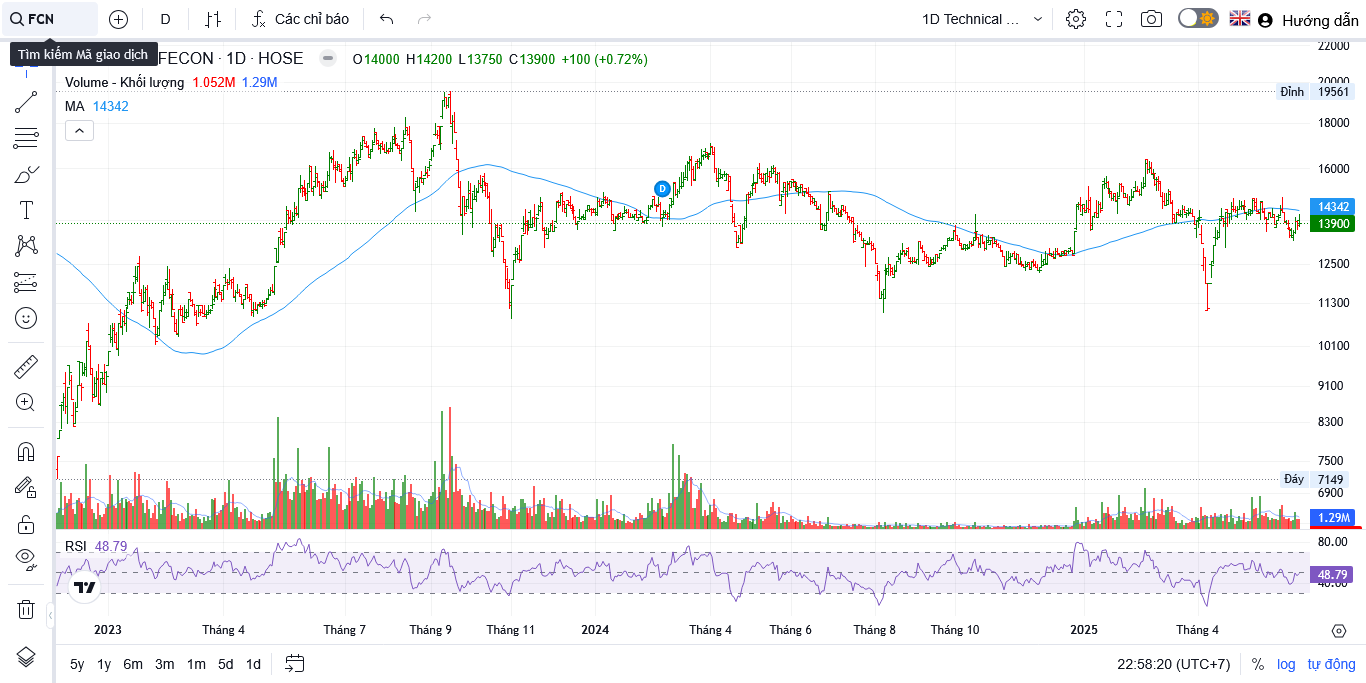 FCN
D
Các chỉ báo
1D Technical ...
Hướng dẫn
Tìm kiếm Mã giao dịch
FECON · 1D · HOSE
O14000 H14200 L13750 C13900 +100 (+0.72%)
Volume - Khối lượng 1.052M 1.29M
MA 14342
22000
20000
Đỉnh 19561
18000
16000
D
14342
13900
12500
11300
10100
9100
8300
7500
Đáy 7149
6900
1.29M
RSI 48.79
80.00
48.79
40.00
2023 Tháng 4 Tháng 7 Tháng 9 Tháng 11 2024 Tháng 4 Tháng 6 Tháng 8 Tháng 10 2025 Tháng 4
5y 1y 6m 3m 1m 5d 1d
22:58:20 (UTC+7) % log tự động